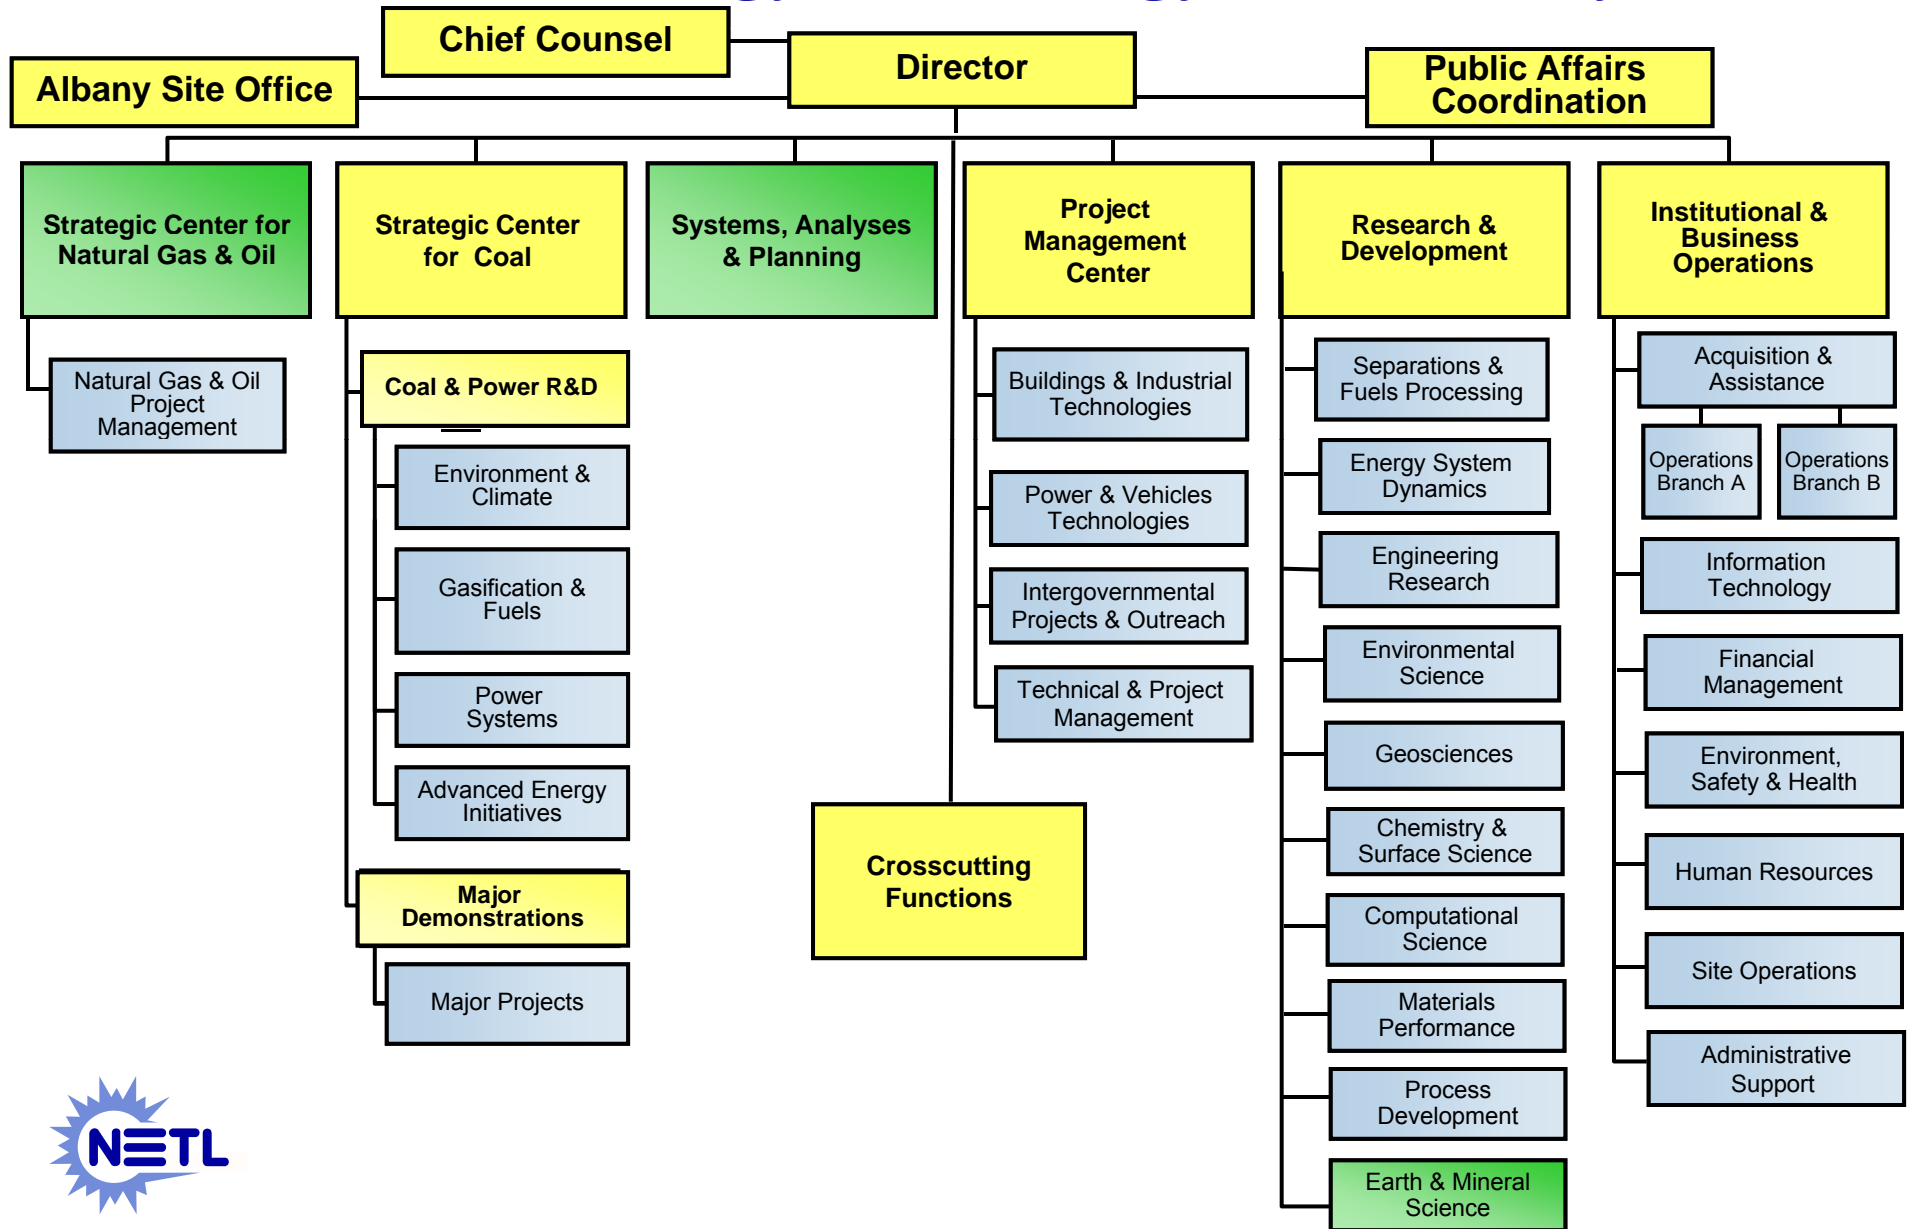 Chief Counsel
Director
Albany Site Office
Public Affairs
Coordination
Strategic Center for
Natural Gas & Oil
Strategic Center
for Coal
Systems, Analyses
& Planning
Project
Management
Center
Research &
Development
Institutional &
Business
Operations
Natural Gas & Oil
Project
Management
Coal & Power R&D
Environment &
Climate
Gasification &
Fuels
Power
Systems
Advanced Energy
Initiatives
Major
Demonstrations
Major Projects
Crosscutting
Functions
Buildings & Industrial
Technologies
Power & Vehicles
Technologies
Intergovernmental
Projects & Outreach
Technical & Project
Management
Separations &
Fuels Processing
Energy System
Dynamics
Engineering
Research
Environmental
Science
Geosciences
Chemistry &
Surface Science
Computational
Science
Materials
Performance
Process
Development
Earth & Mineral
Science
Acquisition &
Assistance
Operations
Branch A
Operations
Branch B
Information
Technology
Financial
Management
Environment,
Safety & Health
Human Resources
Site Operations
Administrative
Support
NETL